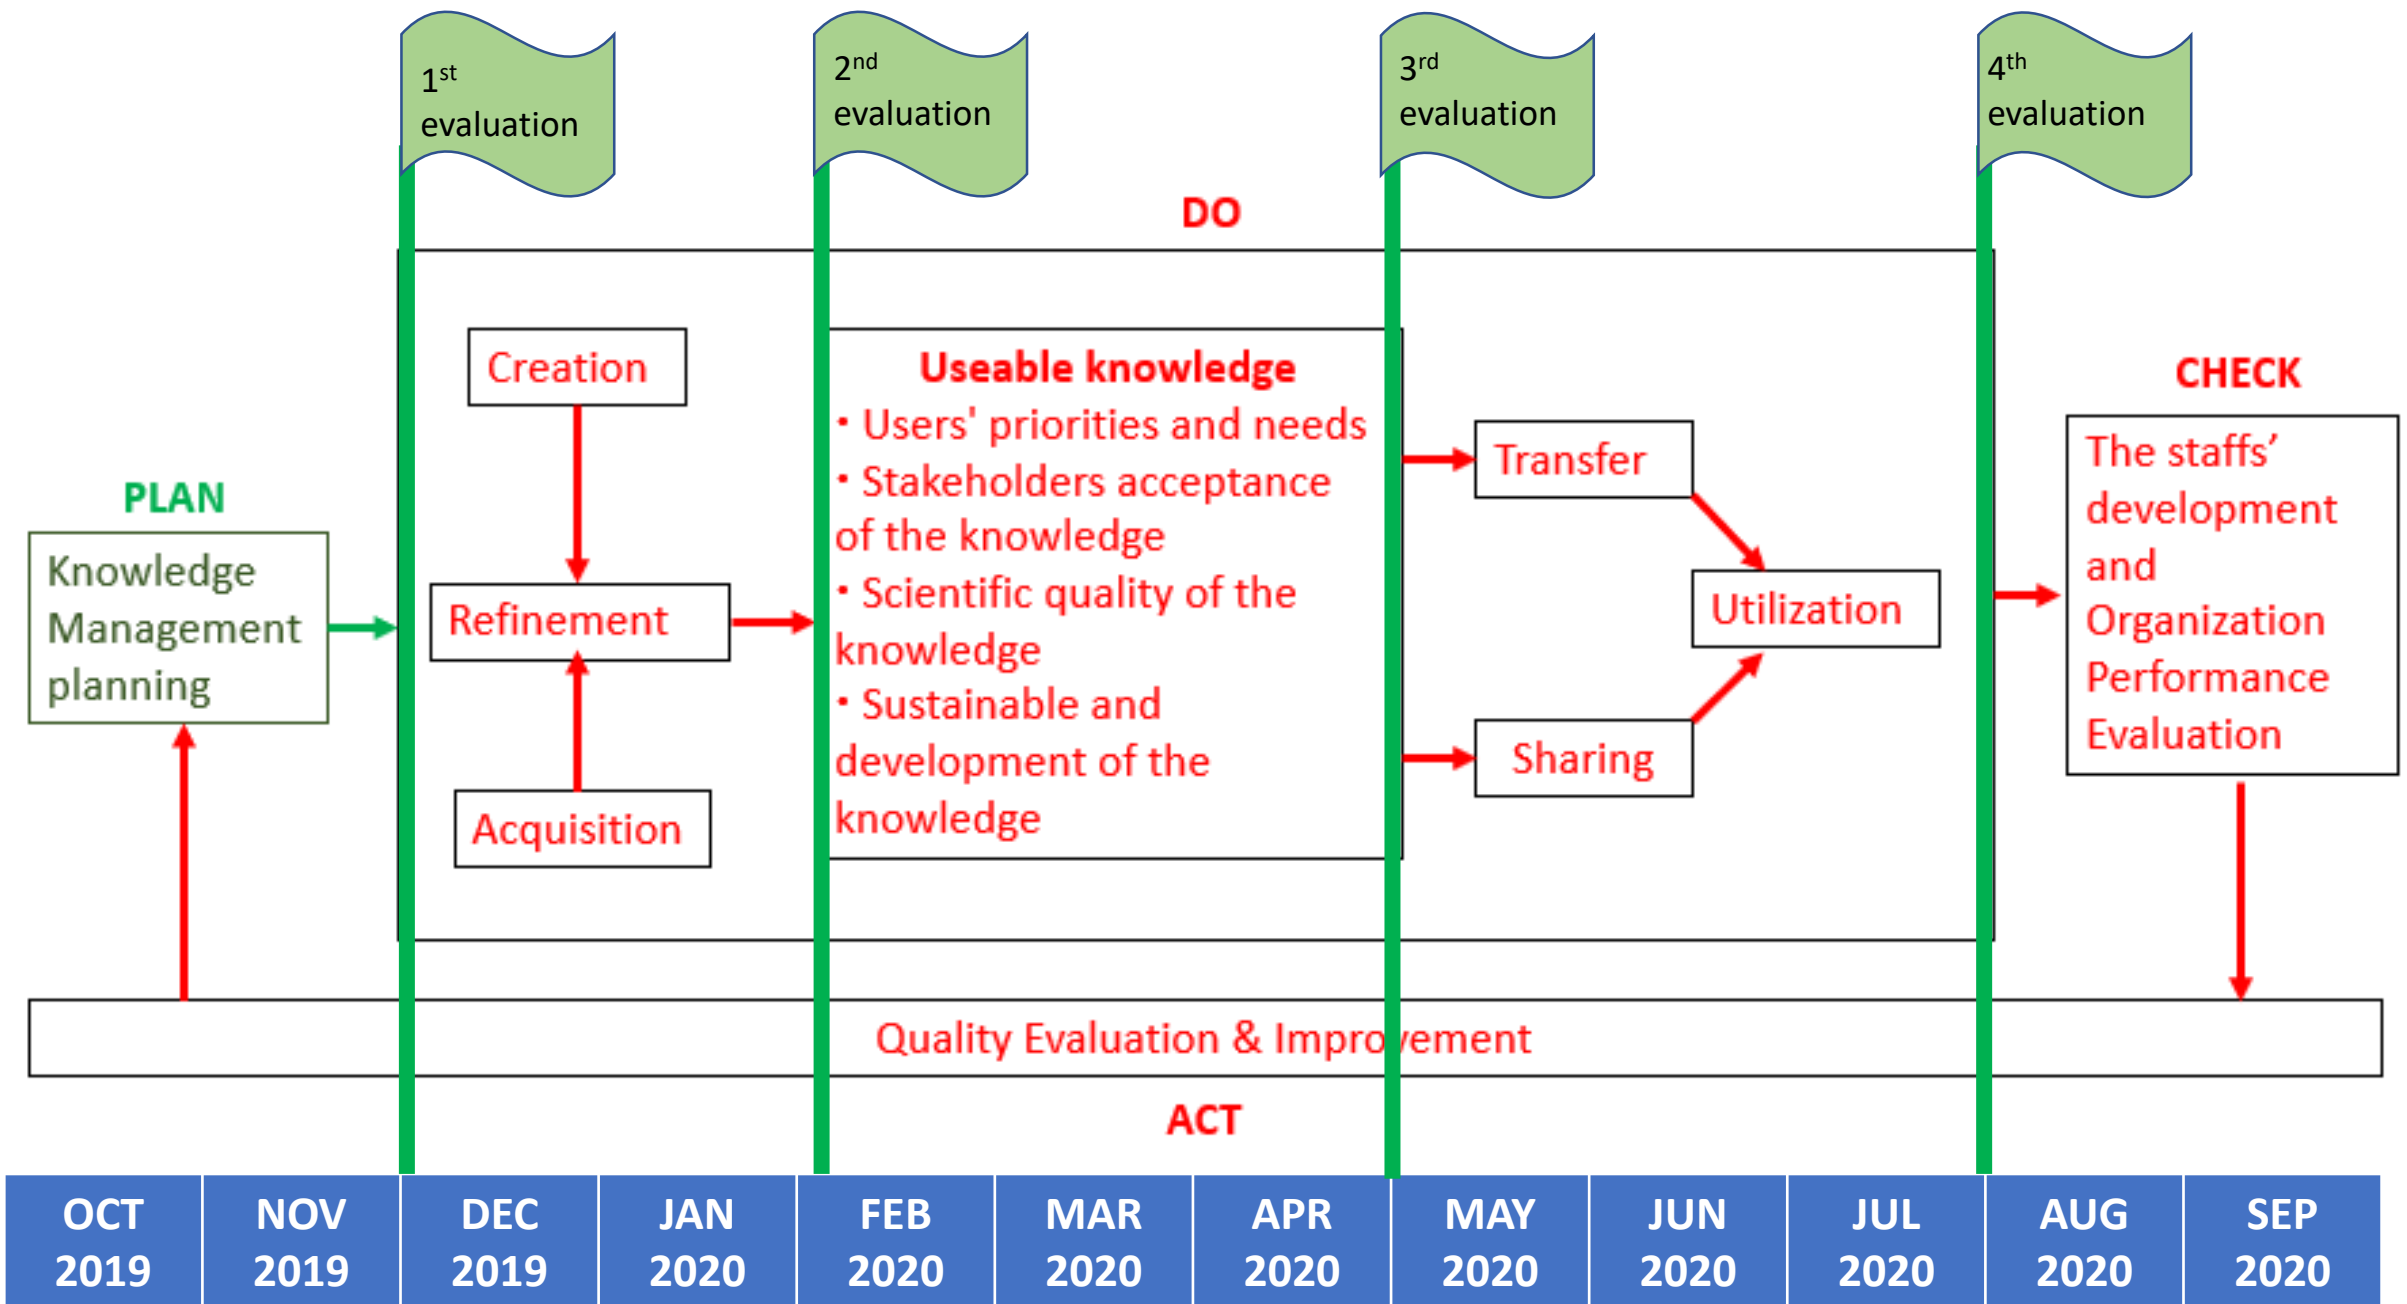 1st
evaluation
2nd
evaluation
3rd
evaluation
4th
evaluation
DO
PLAN
Knowledge
Management
planning
Creation
Refinement
Acquisition
Useable knowledge
• Users' priorities and needs
• Stakeholders acceptance
of the knowledge
• Scientific quality of the
knowledge
• Sustainable and
development of the
knowledge
Transfer
Utilization
Sharing
CHECK
The staffs’
development
and
Organization
Performance
Evaluation
Quality Evaluation & Improvement
ACT
OCT
2019
NOV
2019
DEC
2019
JAN
2020
FEB
2020
MAR
2020
APR
2020
MAY
2020
JUN
2020
JUL
2020
AUG
2020
SEP
2020